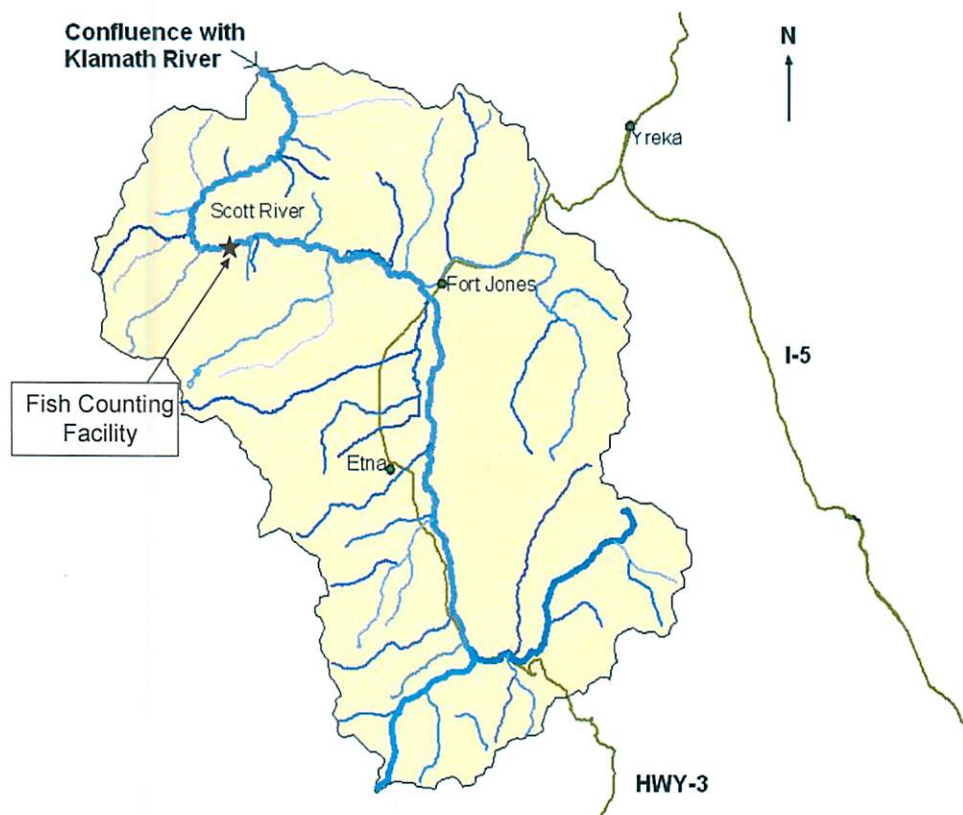 Confluence with
Klamath River
N
Yreka
Scott River
Fort Jones
I-5
Fish Counting
Facility
Etna
HWY-3